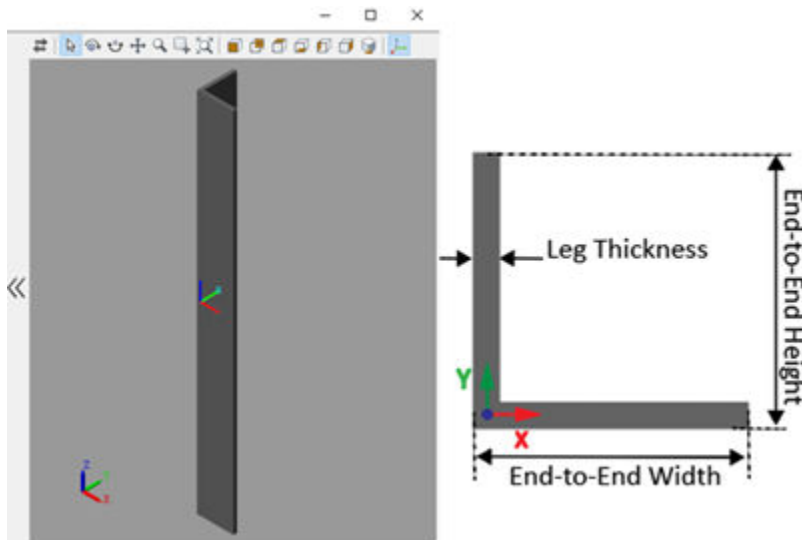 Z
Y
X
Leg Thickness
End-to-End Height
Y
X
End-to-End Width